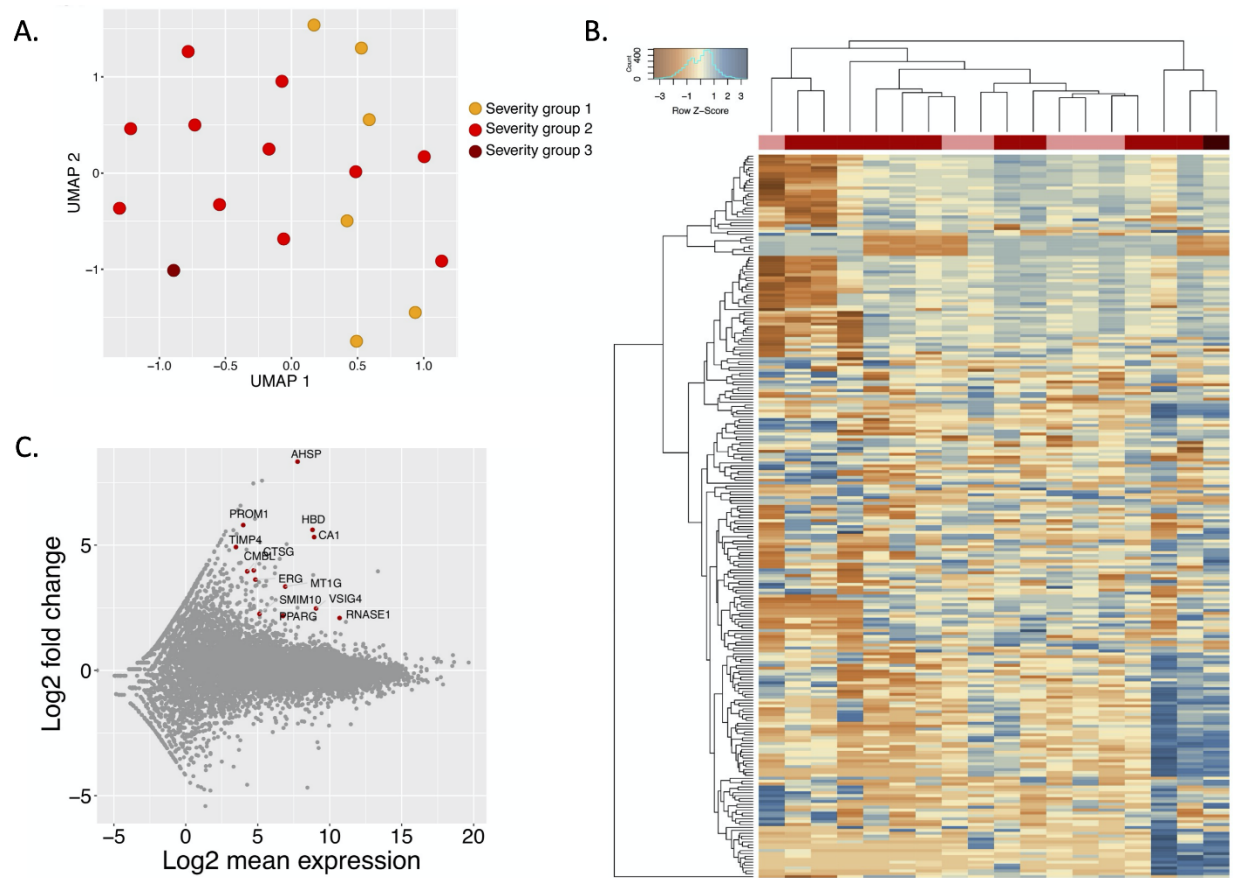 A.
1
0
−1
−1.0
−0.5
0.0
0.5
1.0
UMAP 1
UMAP 2
Severity group 1
Severity group 2
Severity group 3
B.
Count
0 200 400
−3 −1 1 3
Row Z-Score
C.
AHSP
PROM1
HBD
CA1
TIMP4
CTSG
CMBL
ERG
MT1G
SMIM10
VSIG4
PPARG
RNASE1
5
0
−5
−5
0
5
10
15
20
Log2 mean expression
Log2 fold change